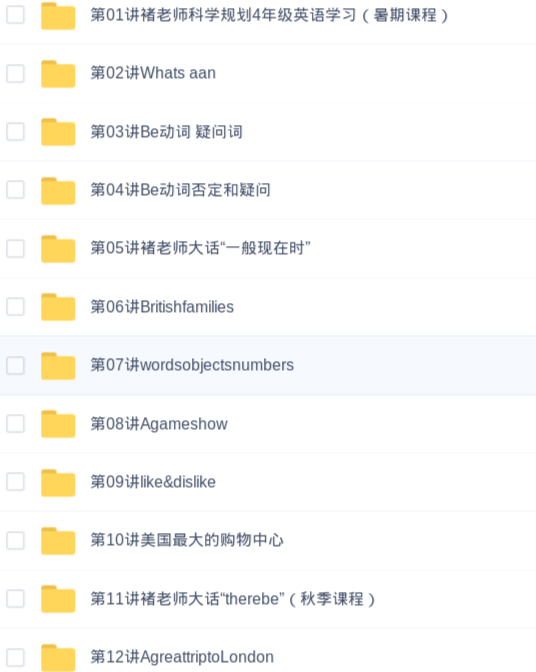 第01讲褚老师科学规划4年级英语学习（暑期课程）
第02讲Whats aan
第03讲Be动词 疑问词
第04讲Be动词否定和疑问
第05讲褚老师大话“一般现在时”
第06讲Britishfamilies
第07讲wordsobjectsnumbers
第08讲Agameshow
第09讲like&dislike
第10讲美国最大的购物中心
第11讲褚老师大话“therebe”（秋季课程）
第12讲AgreattriptoLondon